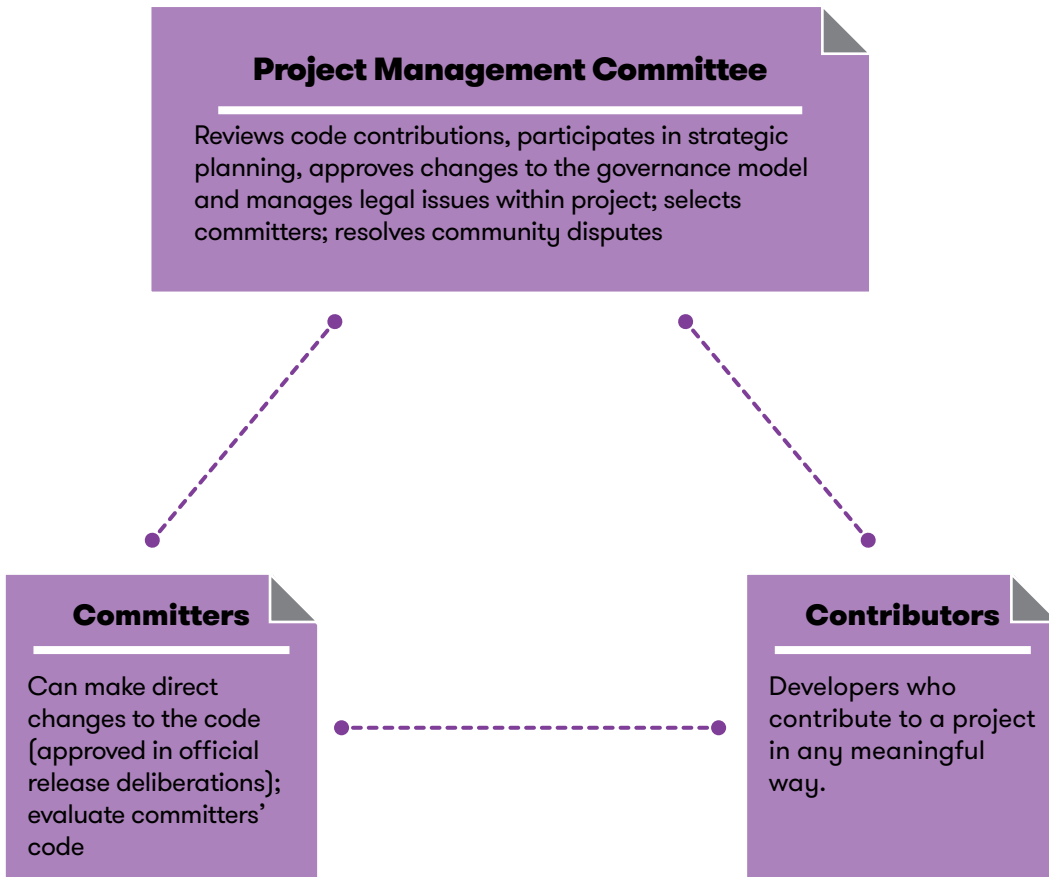 Project Management Committee
Reviews code contributions, participates in strategic
planning, approves changes to the governance model
and manages legal issues within project; selects
committers; resolves community disputes
Committers
Can make direct
changes to the code
(approved in official
release deliberations);
evaluate committers’
code
Contributors
Developers who
contribute to a project
in any meaningful
way.